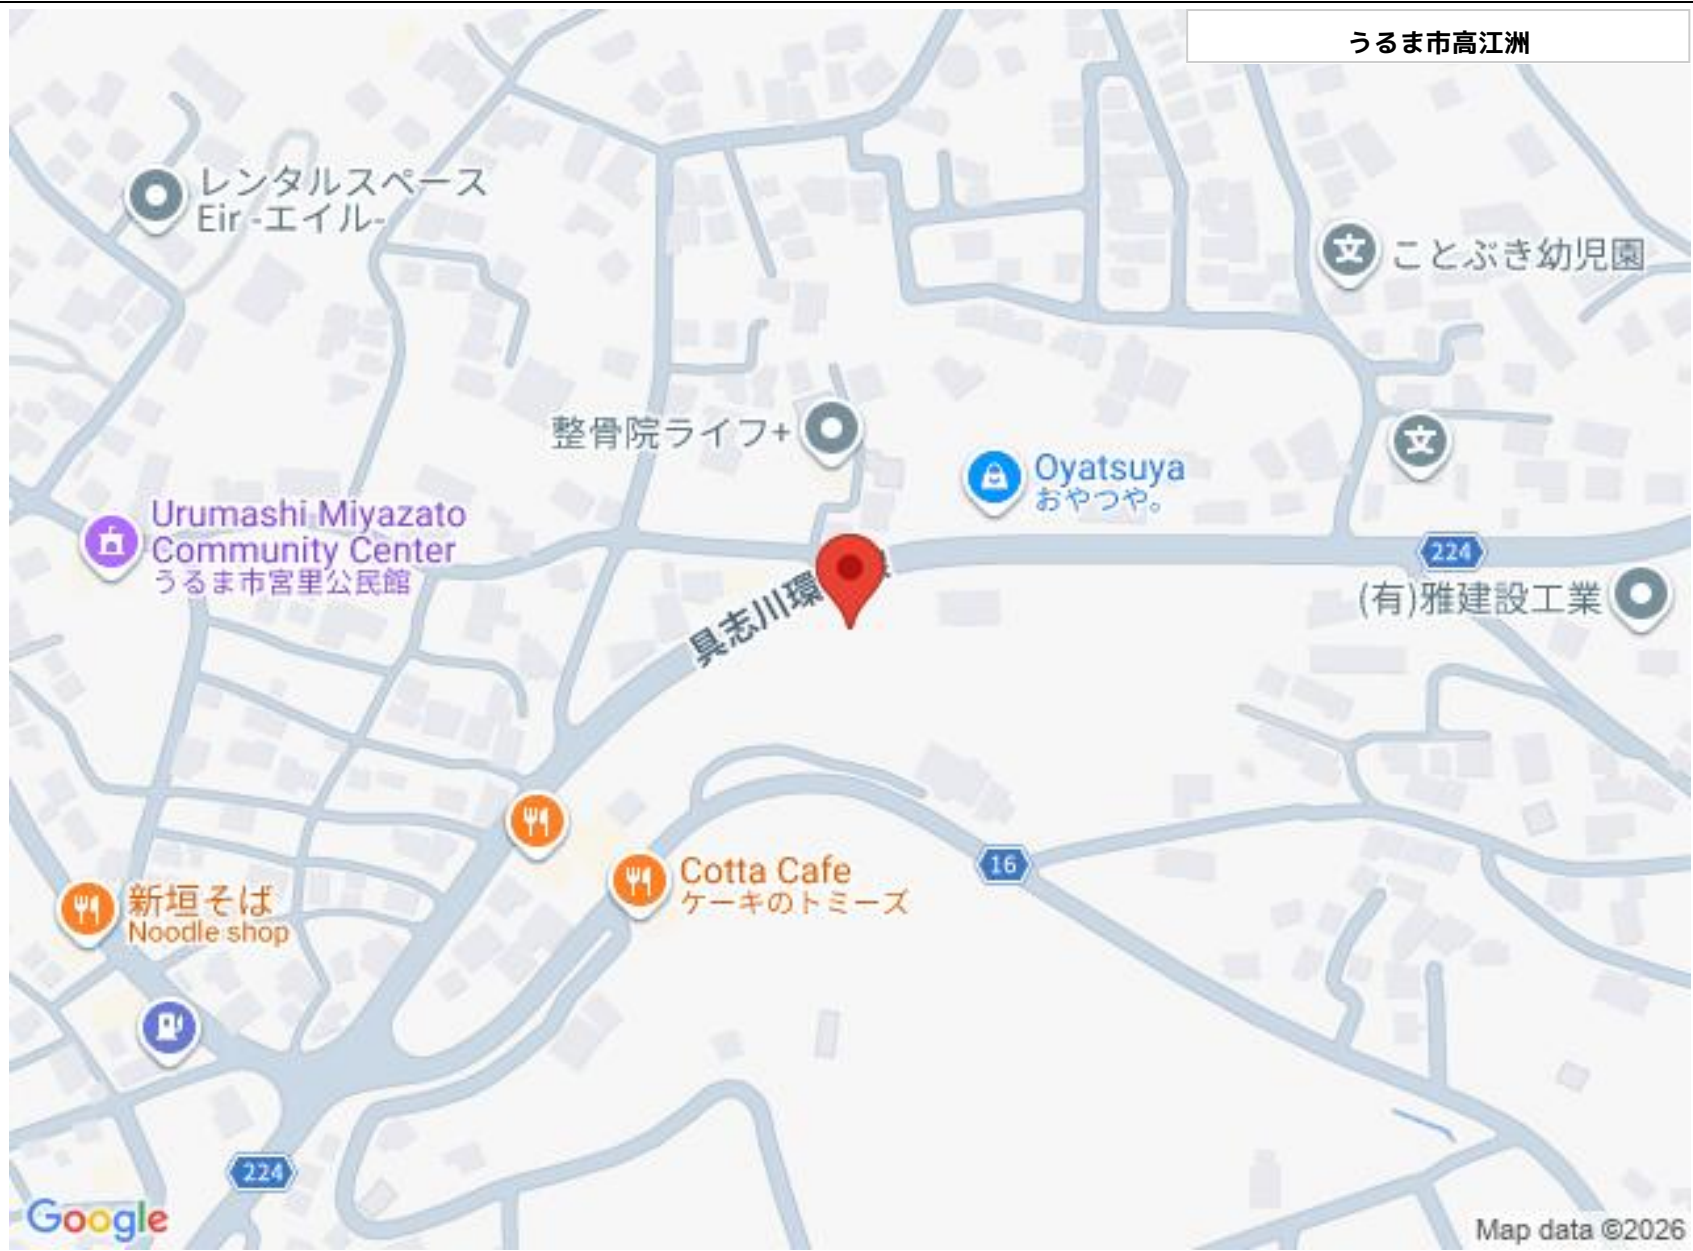 うるま市高江洲
レンタルスペース
Eir -エイル-
ことぶき幼児園
整骨院ライフ+
Oyatsuya
おやつや。
Urumashi Miyazato
Community Center
うるま市宮里公民館
224
(有)雅建設工業
具志川環
Cotta Cafe
ケーキのトミーズ
16
新垣そば
Noodle shop
224
Google
Map data ©2026
文
文